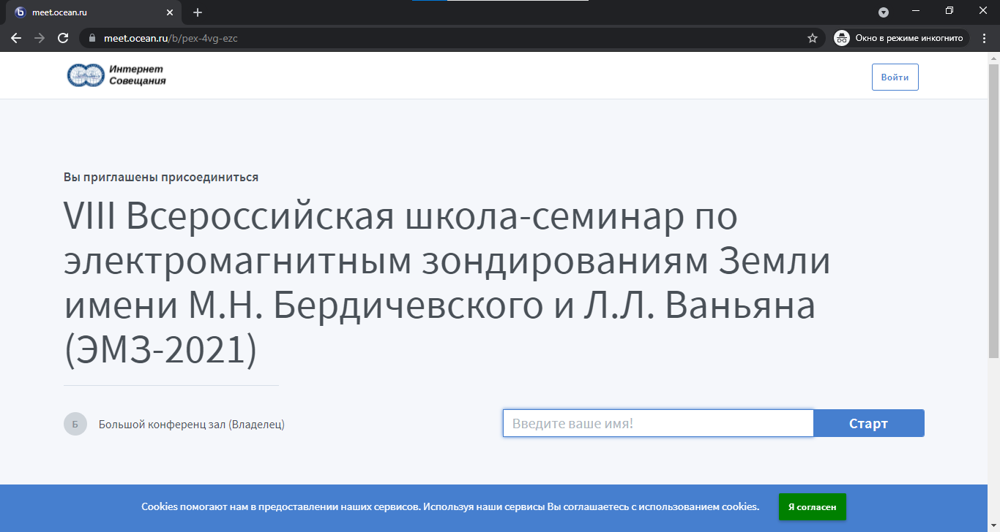 meet.ocean.ru
meet.ocean.ru/b/pex-4vg-ezc
Окно в режиме инкогнито
Интернет
Совещания
Войти
Вы приглашены присоединиться
VIII Всероссийская школа-семинар по
электромагнитным зондированиям Земли
имени М.Н. Бердичевского и Л.Л. Ваньяна
(ЭМЗ-2021)
Б
Большой конференц зал (Владелец)
Введите ваше имя!
Старт
Cookies помогают нам в предоставлении наших сервисов. Используя наши сервисы Вы соглашаетесь с использованием cookies.
Я согласен